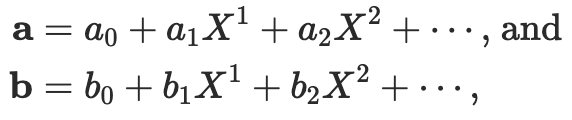 a = a₀ + a₁X¹ + a₂X² + ⋯, and
b = b₀ + b₁X¹ + b₂X² + ⋯,